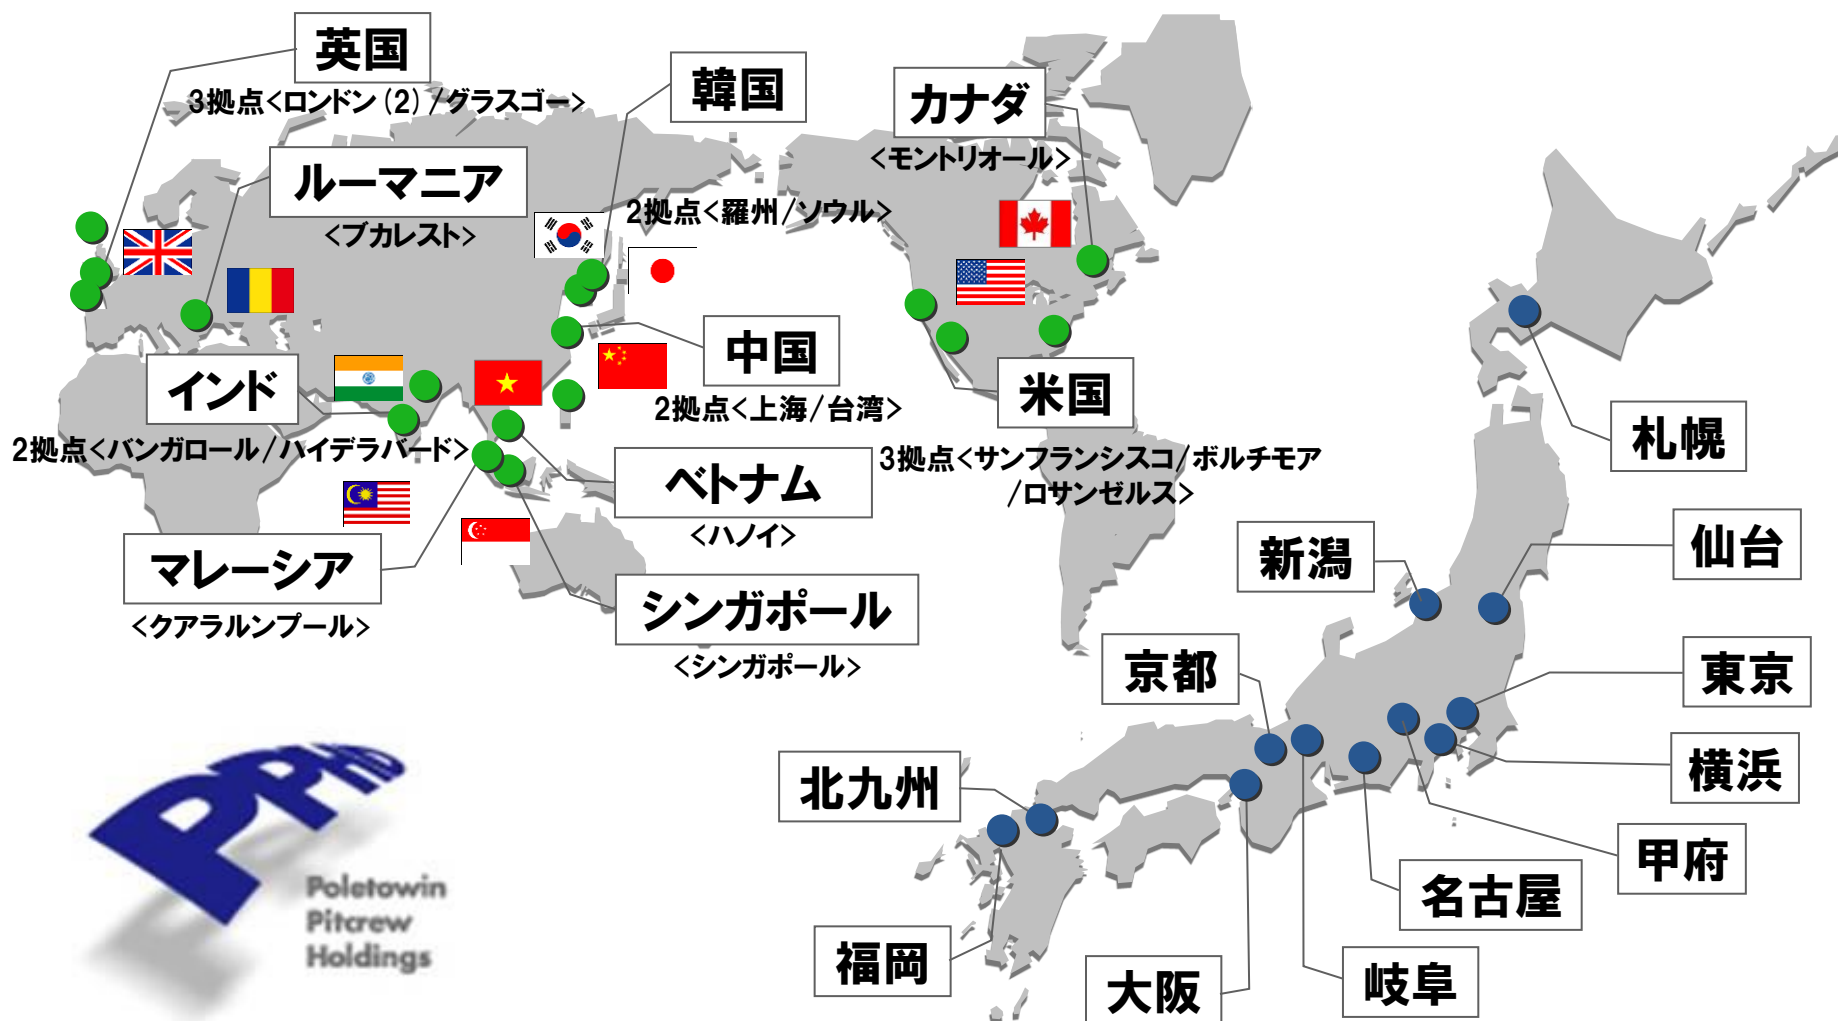 英国
3拠点<ロンドン(2)/グラスゴー>
韓国
2拠点<羅州/ソウル>
カナダ
<モントリオール>
ルーマニア
<ブカレスト>
インド
2拠点<バンガロール/ハイデラバード>
中国
2拠点<上海/台湾>
米国
3拠点<サンフランシスコ/ボルチモア
/ロサンゼルス>
ベトナム
<ハノイ>
マレーシア
<クアラルンプール>
シンガポール
<シンガポール>
札幌
仙台
新潟
東京
京都
横浜
北九州
甲府
名古屋
福岡
大阪
岐阜
PPHD
Poletowin
Pitcrew
Holdings